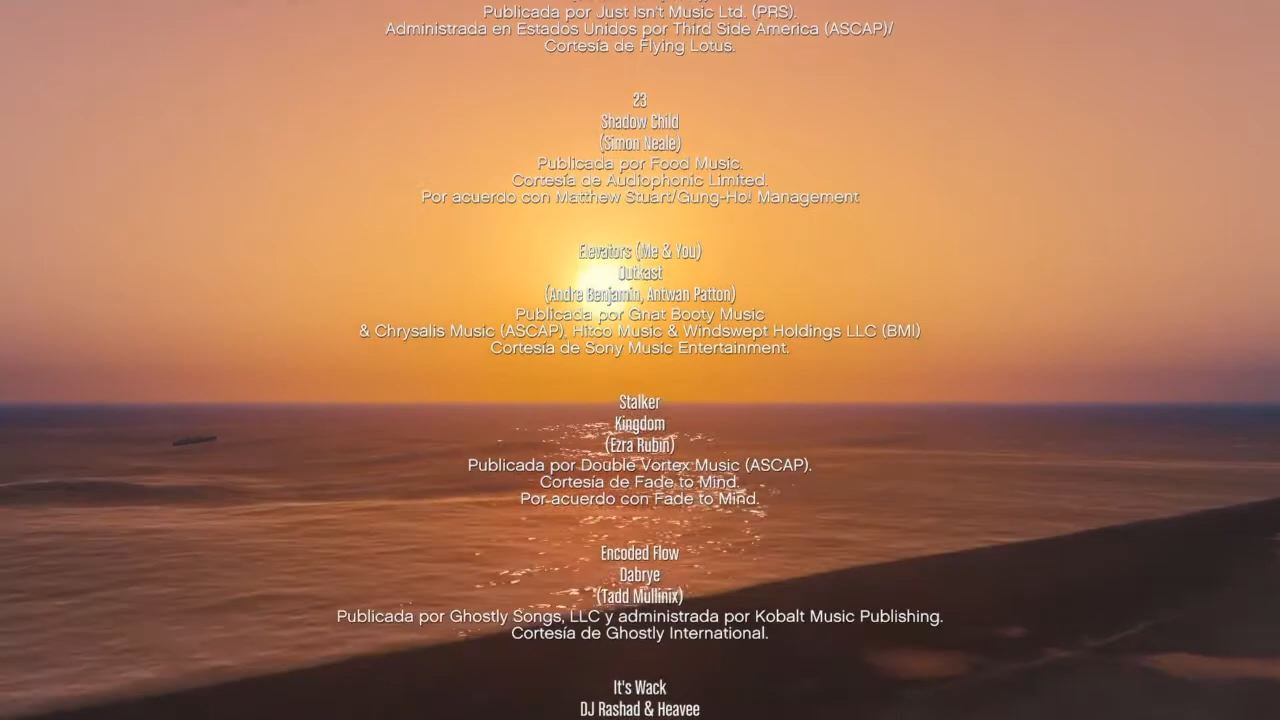 Publicada por Just Isn't Music Ltd. (PRS).
Administrada en Estados Unidos por Third Side America (ASCAP)/
Cortesía de Flying Lotus.
23
Shadow Child
(Simon Neale)
Publicada por Food Music.
Cortesía de Audiophonic Limited.
Por acuerdo con Matthew Stuart/Gung-Ho! Management
Elevators (Me & You)
Outkast
(Andre Benjamin, Antwan Patton)
Publicada por Gnat Booty Music
& Chrysalis Music (ASCAP), Hitco Music & Windswept Holdings LLC (BMI)
Cortesía de Sony Music Entertainment.
Stalker
Kingdom
(Ezra Rubin)
Publicada por Double Vortex Music (ASCAP).
Cortesía de Fade to Mind.
Por acuerdo con Fade to Mind.
Encoded Flow
Dabrye
(Tadd Mullinix)
Publicada por Ghostly Songs, LLC y administrada por Kobalt Music Publishing.
Cortesía de Ghostly International.
It's Wack
DJ Rashad & Heavee